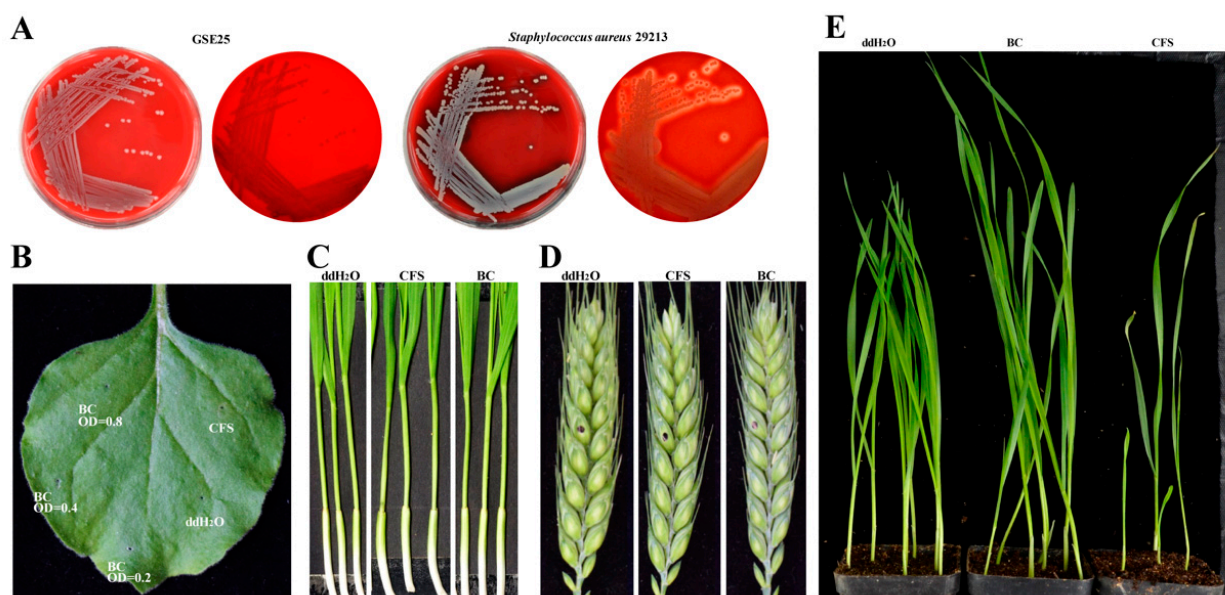 A
GSE25
Staphylococcus aureus 29213
B
BC
OD=0.8
CFS
BC
OD=0.4
ddH₂O
BC
OD=0.2
C
ddH₂O
CFS
BC
D
ddH₂O
CFS
BC
E
ddH₂O
BC
CFS